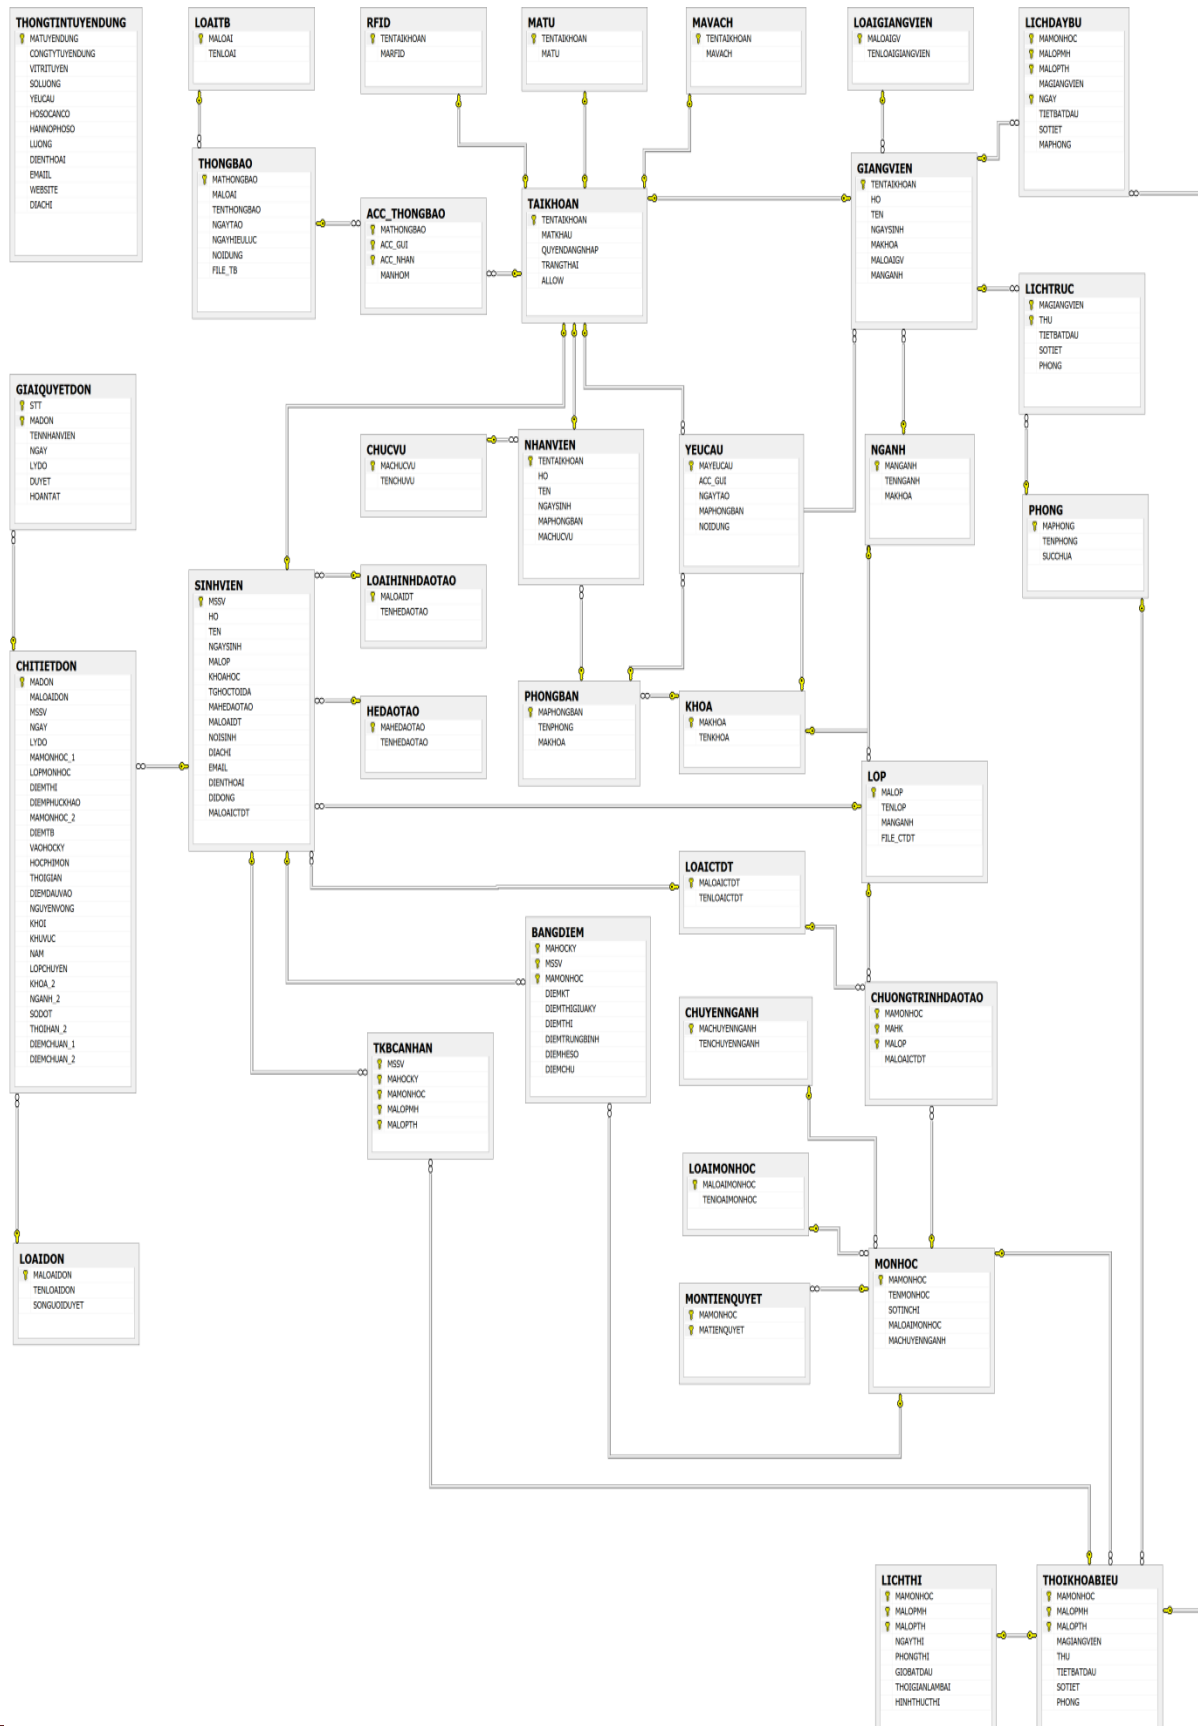 THONGTINTUYENDUNG
MATUYENDUNG
CONGTYTUYENDUNG
VITRITUYEN
SOLUONG
YEUCAU
HOSOCANCO
HANNOPHOSO
LUONG
DIENTHOAI
EMAIIL
WEBSITE
DIACHI
LOAITB
MALOAI
TENLOAI
RFID
TENTAIKHOAN
MARFID
MATU
TENTAIKHOAN
MATU
MAVACH
TENTAIKHOAN
MAVACH
LOAIGIANGVIEN
MALOAIGV
TENLOAIGIANGVIEN
LICHDAYBU
MAMONHOC
MALOPMH
MALOPTH
MAGIANGVIEN
NGAY
TIETBATDAU
SOTIET
MAPHONG
THONGBAO
MATHONGBAO
MALOAI
TENTHONGBAO
NGAYTAO
NGAYHIEULUC
NOIDUNG
FILE_TB
ACC_THONGBAO
MATHONGBAO
ACC_GUI
ACC_NHAN
MANHOM
TAIKHOAN
TENTAIKHOAN
MATKHAU
QUYENDANGNHAP
TRANGTHAI
ALLOW
GIANGVIEN
TENTAIKHOAN
HO
TEN
NGAYSINH
MAKHOA
MALOAIGV
MANGANH
LICHTRUC
MAGIANGVIEN
THU
TIETBATDAU
SOTIET
PHONG
GIAIQUYETDON
STT
MADON
TENNHANVIEN
NGAY
LYDO
DUYET
HOANTAT
CHUCVU
MACHUCVU
TENCHUVU
NHANVIEN
TENTAIKHOAN
HO
TEN
NGAYSINH
MAPHONGBAN
MACHUCVU
YEUCAU
MAYEUCAU
ACC_GUI
NGAYTAO
MAPHONGBAN
NOIDUNG
NGANH
MANGANH
TENNGANH
MAKHOA
PHONG
MAPHONG
TENPHONG
SUCCHUA
SINHVIEN
MSSV
HO
TEN
NGAYSINH
MALOP
KHOAHOC
TGHOCTOIDA
MAHEDAOTAO
MALOAIDT
NOISINH
DIACHI
EMAIL
DIENTHOAI
DIDONG
MALOAICTDT
LOAIHINHDAOTAO
MALOAIDT
TENHEDAOTAO
HEDAOTAO
MAHEDAOTAO
TENHEDAOTAO
PHONGBAN
MAPHONGBAN
TENPHONG
MAKHOA
KHOA
MAKHOA
TENKHOA
CHITIETDON
MADON
MALOAIDON
MSSV
NGAY
LYDO
MAMONHOC_1
LOPMONHOC
DIEMTHI
DIEMPHUCKHAO
MAMONHOC_2
DIEMTB
VAOHOCKY
HOCPHIMON
THOIGIAN
DIEMDAUVAO
NGUYENVONG
KHOI
KHUVUC
NAM
LOPCHUYEN
KHOA_2
NGANH_2
SODOT
THOIHAN_2
DIEMCHUAN_1
DIEMCHUAN_2
LOP
MALOP
TENLOP
MANGANH
FILE_CTDT
LOAICTDT
MALOAICTDT
TENLOAICTDT
BANGDIEM
MAHOCKY
MSSV
MAMONHOC
DIEMKT
DIEMTHIGIUAKY
DIEMTHI
DIEMTRUNGBINH
DIEMHESO
DIEMCHU
CHUYENNGANH
MACHUYENNGANH
TENCHUYENNGANH
CHUONGTRINHDAOTAO
MAMONHOC
MAHK
MALOP
MALOAICTDT
TKBCANHAN
MSSV
MAHOCKY
MAMONHOC
MALOPMH
MALOPTH
LOAIMONHOC
MALOAIMONHOC
TENlOAIMONHOC
LOAIDON
MALOAIDON
TENLOAIDON
SONGUOIDUYET
MONTIENQUYET
MAMONHOC
MATIENQUYET
MONHOC
MAMONHOC
TENMONHOC
SOTINCHI
MALOAIMONHOC
MACHUYENNGANH
LICHTHI
MAMONHOC
MALOPMH
MALOPTH
NGAYTHI
PHONGTHI
GIOBATDAU
THOIGIANLAMBAI
HINHTHUCTHI
THOIKHOABIEU
MAMONHOC
MALOPMH
MALOPTH
MAGIANGVIEN
THU
TIETBATDAU
SOTIET
PHONG